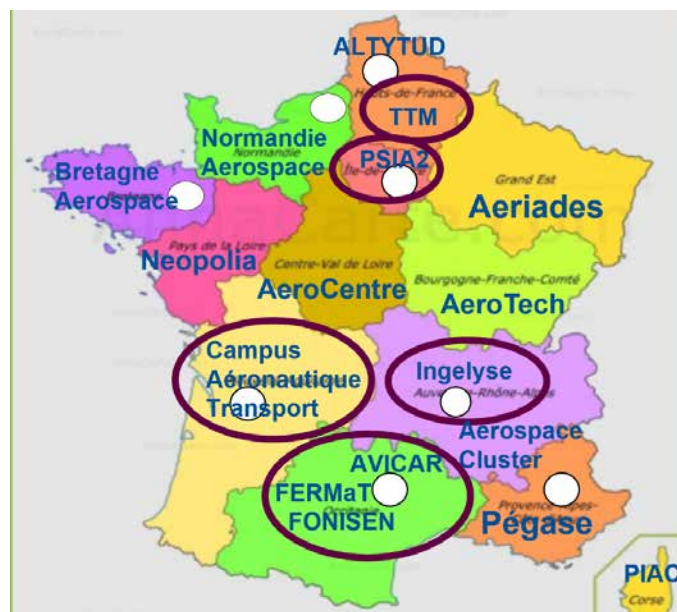 ALTYTUD
Hauts-de-France
TTM
Normandie
Aerospace
Normandie
PSIA2
Île-de-
Bretagne
Aerospace
Grand Est
Aeriades
Pays de la Loire
Neopolia
Centre-Val de Loire
AeroCentre
Bourgogne-Franche-Comté
AeroTech
Campus
Aéronautique
Transport
Ingelyse
Auvergne-Rhône-Alpes
Aerospace
Cluster
AVICAR
FERMaT
FONISEN
Occitanie
Provence-Alpes-
Pégase
PIAC
Corse